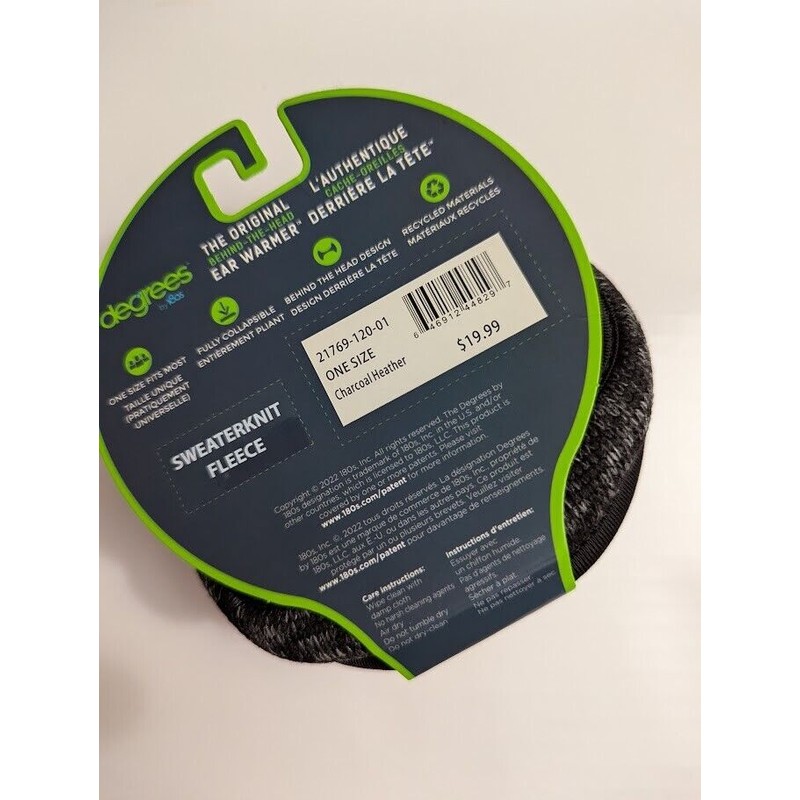 degrees™
by 180s
THE ORIGINAL
BEHIND-THE-HEAD
EAR WARMER™
L'AUTHENTIQUE
CACHE-OREILLES
DERRIÈRE LA TÊTE™
ONE SIZE FITS MOST
TAILLE UNIQUE
(PRATIQUEMENT
UNIVERSELLE)
FULLY COLLAPSIBLE
ENTIÈREMENT PLIANT
BEHIND THE HEAD DESIGN
DESIGN DERRIÈRE LA TÊTE
RECYCLED MATERIALS
MATÉRIAUX RECYCLÉS
21769-120-01
ONE SIZE
Charcoal Heather
6 46912 44829 7
$19.99
SWEATERKNIT
FLEECE
Copyright © 2022 180s, Inc. All rights reserved. The Degrees by
180s designation is trademark of 180s, Inc. in the U.S. and/or
other countries, which is licensed to 180s, LLC. This product is
covered by one or more patents. Please visit
www.180s.com/patent for more information.
180s, Inc. © 2022 tous droits réservés. La désignation Degrees
by 180s est une marque de commerce de 180s, Inc., propriété de
180s, LLC. aux É.-U. ou dans les autres pays. Ce produit est
protégé par un ou plusieurs brevets. Veuillez visiter
www.180s.com/patent pour davantage de renseignements.
Care instructions:
Wipe clean with
damp cloth
No harsh cleaning agents
Air dry
Do not tumble dry
Do not dry-clean
Instructions d'entretien:
Essuyer avec
un chiffon humide.
Pas d'agents de nettoyage
agressifs.
Sécher à plat
Ne pas repasser
Ne pas nettoyer à sec.